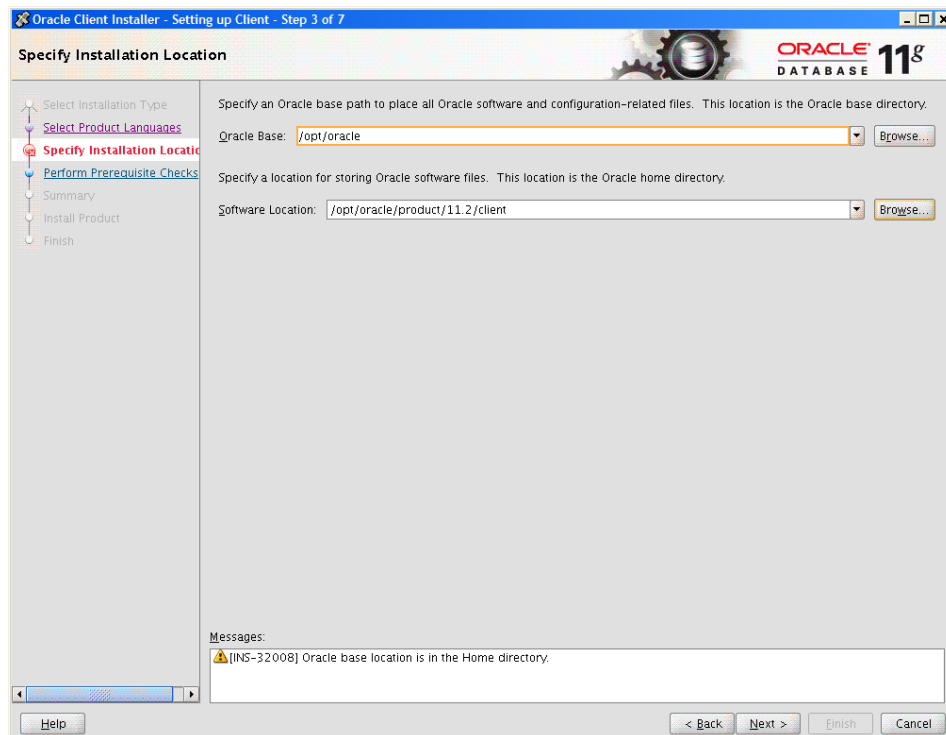 Oracle Client Installer - Setting up Client - Step 3 of 7
Specify Installation Location
ORACLE
DATABASE 11g
Select Installation Type
Select Product Languages
Specify Installation Locatic
Perform Prerequisite Checks
Summary
Install Product
Finish
Specify an Oracle base path to place all Oracle software and configuration-related files. This location is the Oracle base directory.
Oracle Base: /opt/oracle Browse...
Specify a location for storing Oracle software files. This location is the Oracle home directory.
Software Location: /opt/oracle/product/11.2/client Browse...
Messages:
[INS-32008] Oracle base location is in the Home directory.
Help < Back Next > Finish Cancel